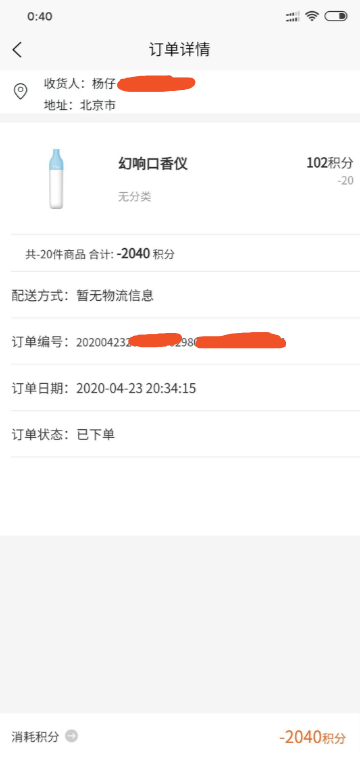 0:40
订单详情
收货人：杨仔
地址：北京市
幻响口香仪
102积分
-20
无分类
共-20件商品 合计: -2040 积分
配送方式：暂无物流信息
订单编号：202004232 298
订单日期：2020-04-23 20:34:15
订单状态：已下单
消耗积分
-2040积分